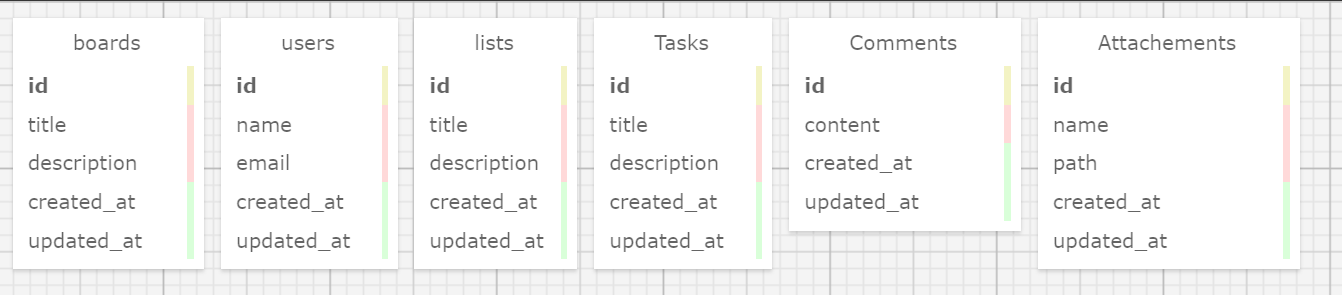 boards
id
title
description
created_at
updated_at
users
id
name
email
created_at
updated_at
lists
id
title
description
created_at
updated_at
Tasks
id
title
description
created_at
updated_at
Comments
id
content
created_at
updated_at
Attachements
id
name
path
created_at
updated_at